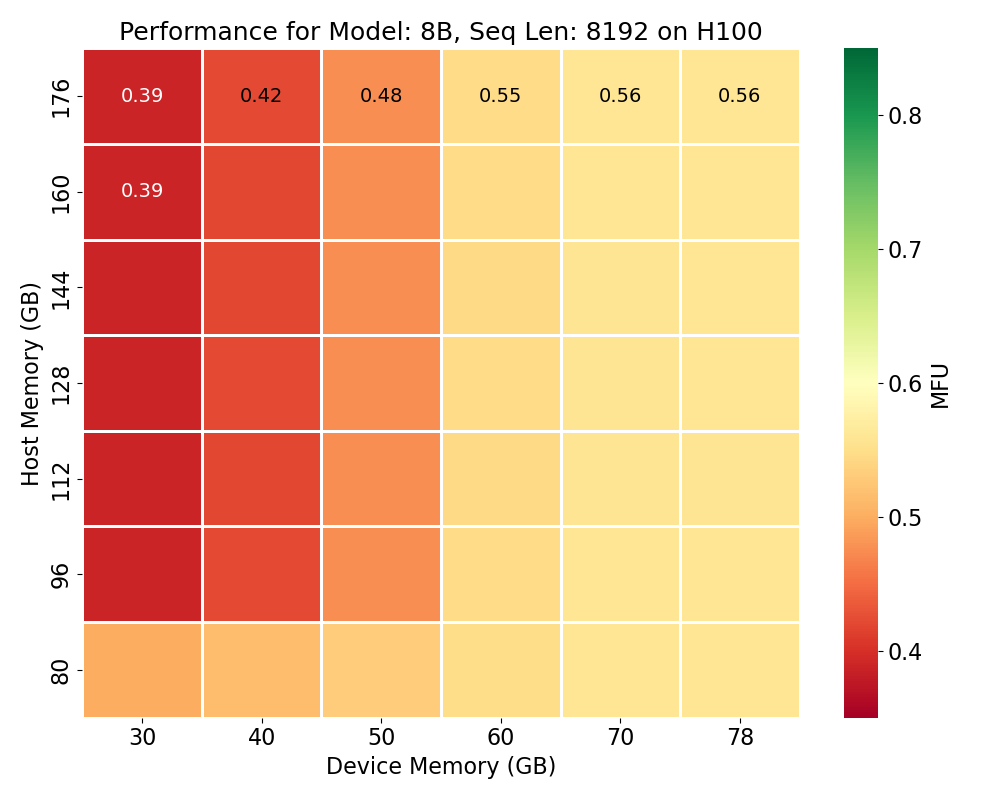 Performance for Model: 8B, Seq Len: 8192 on H100
176
0.39 0.42 0.48 0.55 0.56 0.56
160
0.39
144
128
112
96
80
Host Memory (GB)
30 40 50 60 70 78
Device Memory (GB)
0.8
0.7
0.6
0.5
0.4
MFU